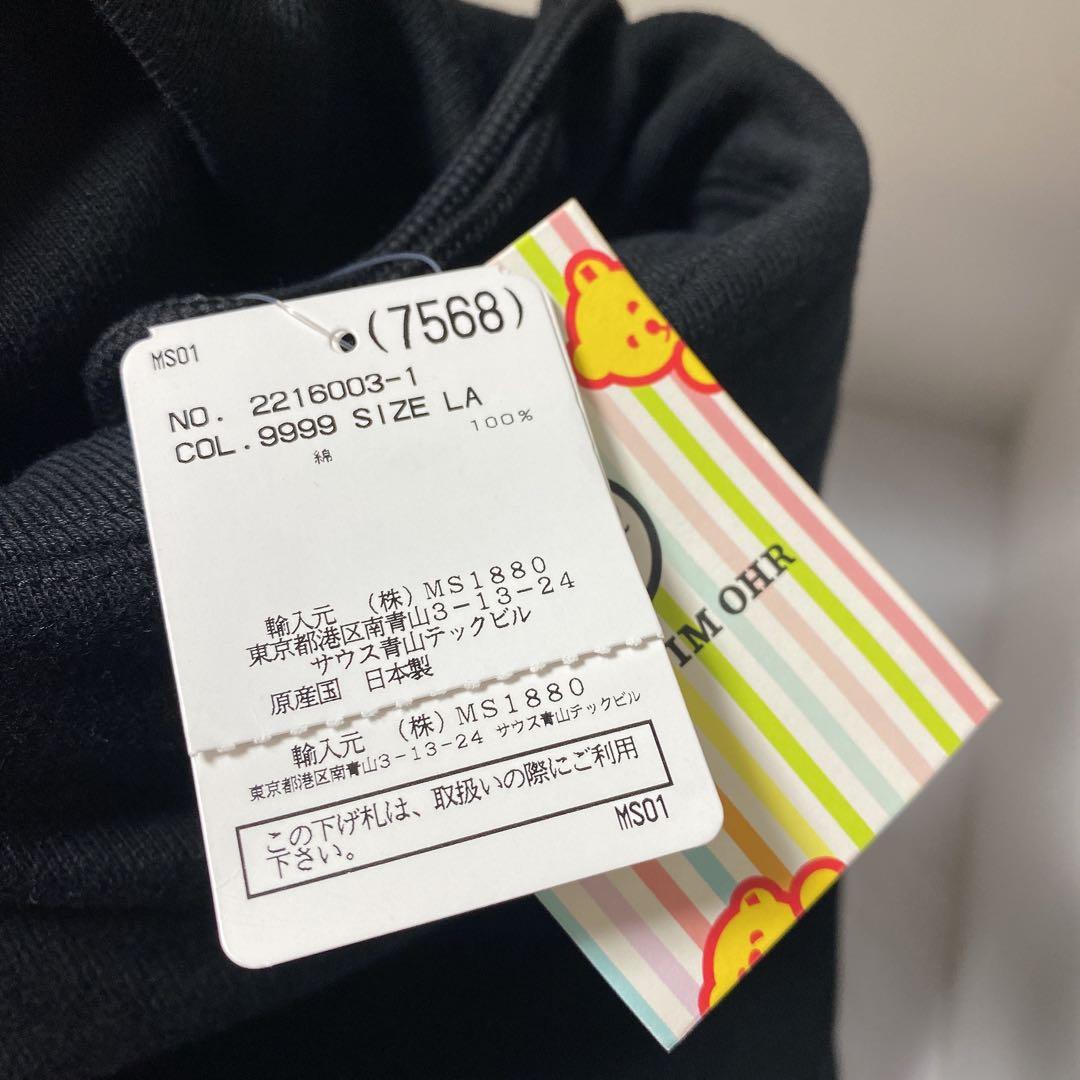 (7568)
MS01
NO. 2216003-1
COL.9999 SIZE LA
綿 100%
輸入元 (株)MS1880
東京都港区南青山3-13-24
サウス青山テックビル
原産国 日本製
輸入元 (株)MS1880
東京都港区南青山3-13-24 サウス青山テックビル
この下げ札は、取扱いの際にご利用
下さい。
MS01
IM OHR